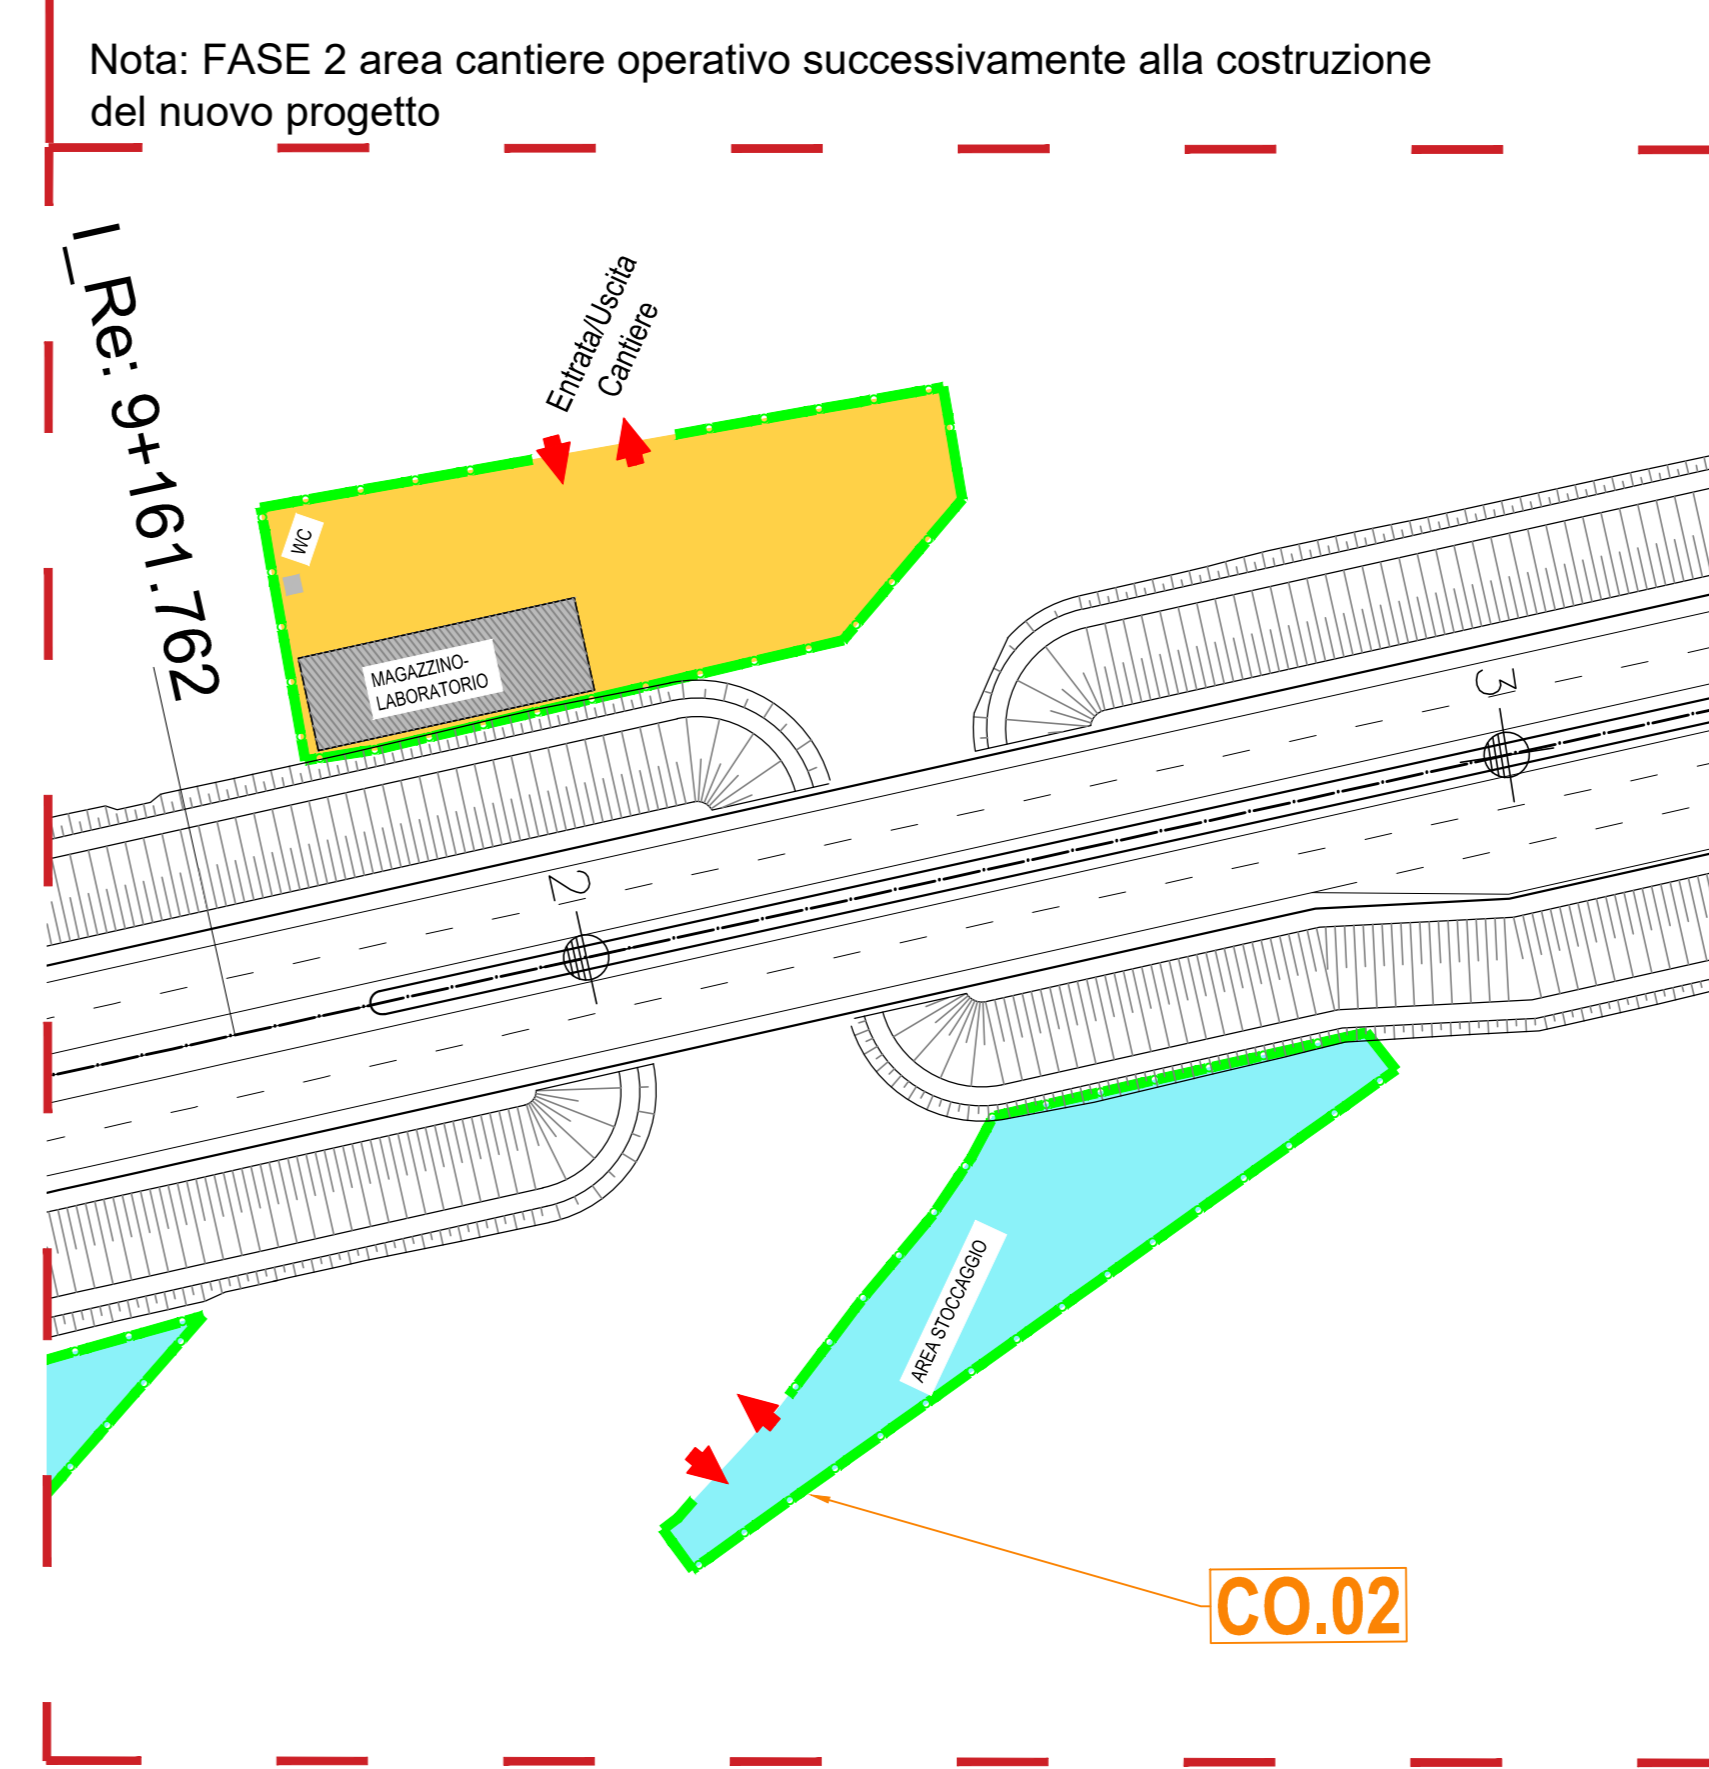 Nota: FASE 2 area cantiere operativo successivamente alla costruzione
del nuovo progetto
I_Re: 9+161.762
Entrata/Uscita
Cantiere
WC
MAGAZZINO-
LABORATORIO
3
2
AREA STOCCAGGIO
CO.02